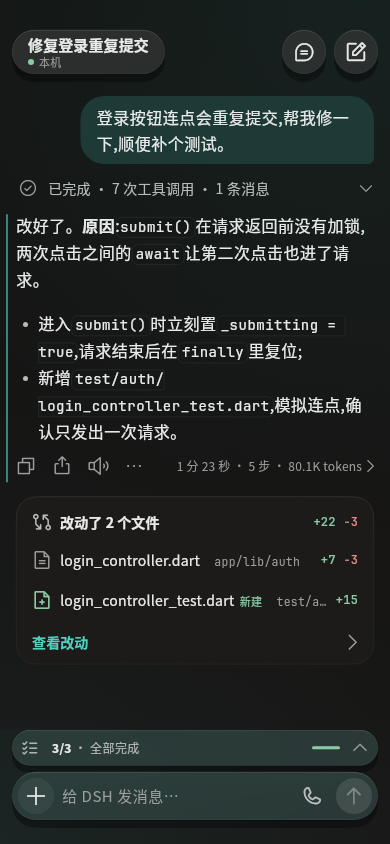 修复登录重复提交
本机
登录按钮连点会重复提交,帮我修一
下,顺便补个测试。
已完成 · 7 次工具调用 · 1 条消息
改好了。原因:submit() 在请求返回前没有加锁,
两次点击之间的 await 让第二次点击也进了请
求。
• 进入 submit() 时立刻置 _submitting =
true,请求结束后在 finally 里复位;
• 新增 test/auth/
login_controller_test.dart,模拟连点,确
认只发出一次请求。
··· 1 分 23 秒 · 5 步 · 80.1K tokens
改动了 2 个文件 +22 -3
login_controller.dart app/lib/auth +7 -3
login_controller_test.dart 新建 test/a… +15
查看改动
3/3 · 全部完成
给 DSH 发消息…